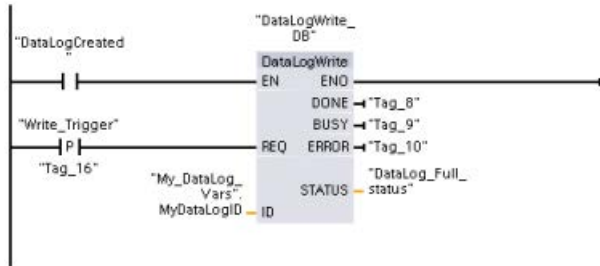 "DataLogWrite_
DB"
"DataLogCreated
"
DataLogWrite
EN ENO
DONE "Tag_8"
BUSY "Tag_9"
"Write_Trigger"
P
REQ ERROR "Tag_10"
"Tag_16"
"DataLog_Full_
STATUS status"
"My_DataLog_
Vars".
MyDataLogID ID